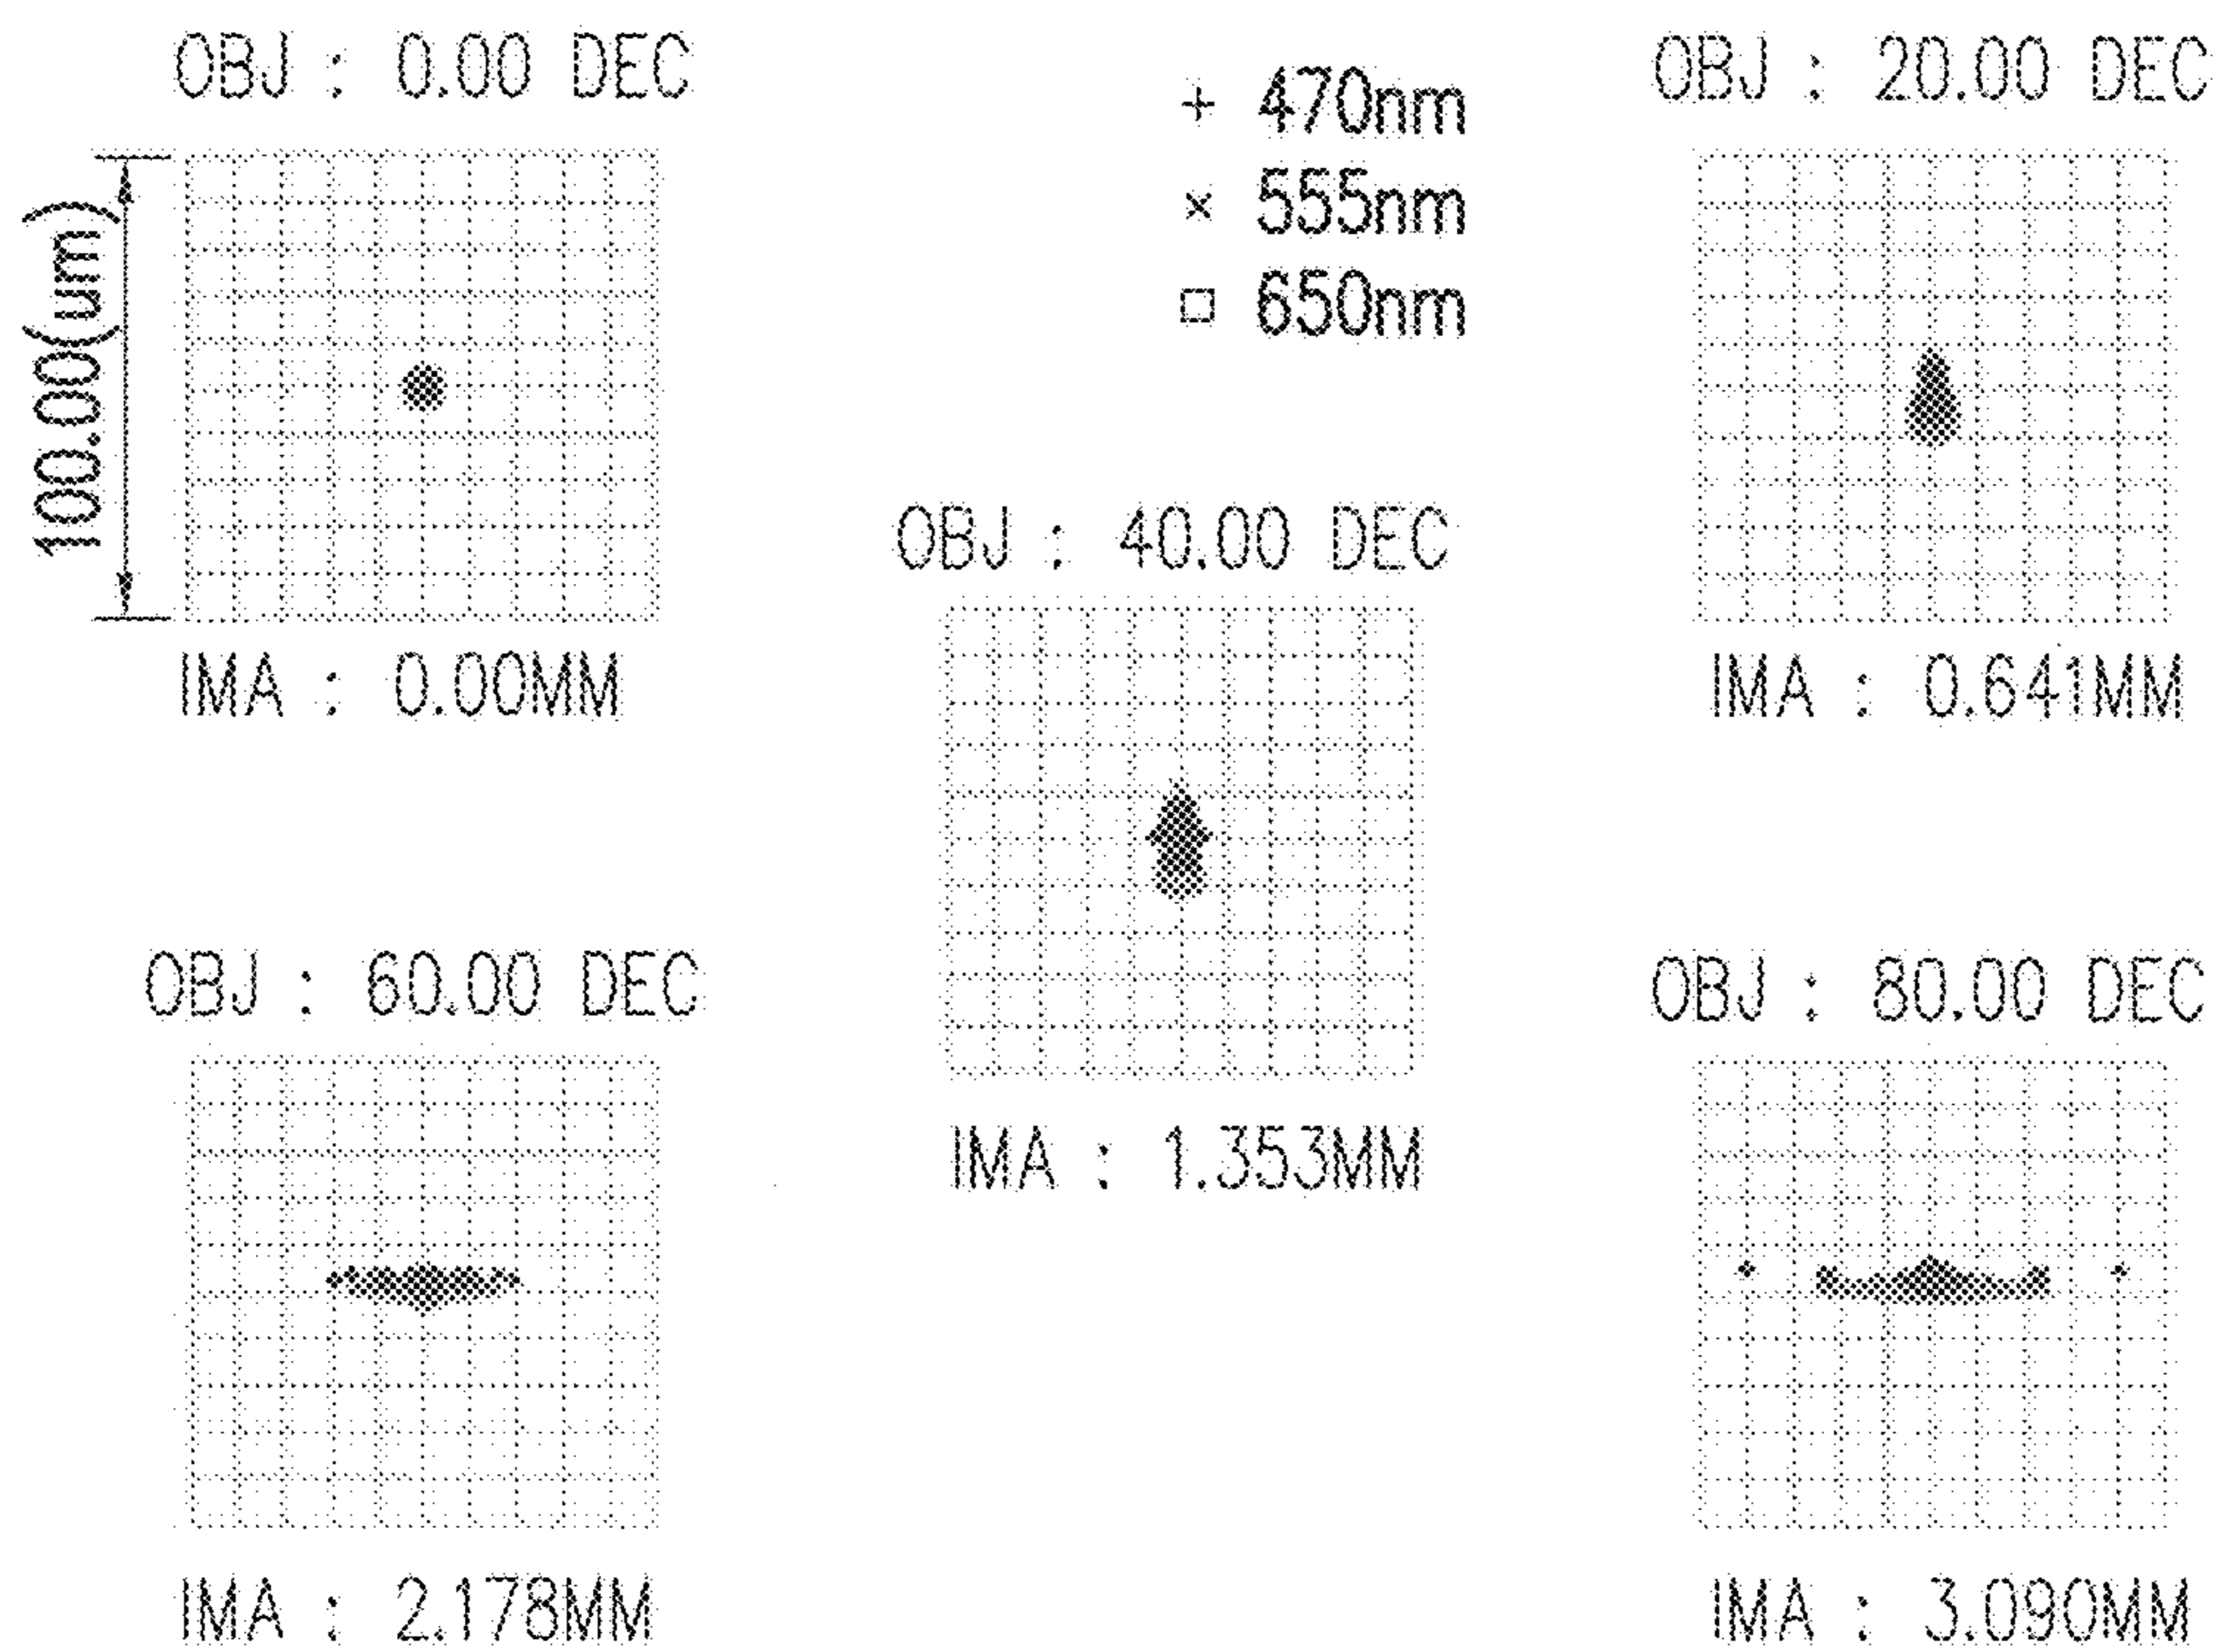 OBJ : 0.00 DEC
100.00(um)
IMA : 0.00MM
+ 470nm
× 555nm
□ 650nm
OBJ : 20.00 DEC
IMA : 0.641MM
OBJ : 40.00 DEC
IMA : 1.353MM
OBJ : 60.00 DEC
IMA : 2.178MM
OBJ : 80.00 DEC
IMA : 3.090MM